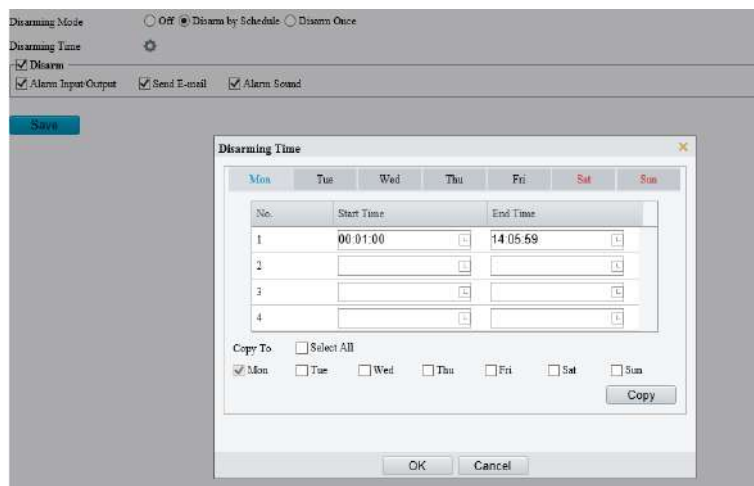 Disarming Mode Off Disarm by Schedule Disarm Once
Disarming Time
Disarm
Alarm Input/Output Send E-mail Alarm Sound
Save
Disarming Time
Mon Tue Wed Thu Fri Sat Sun
No. Start Time End Time
1 00:01:00 14:05:59
2
3
4
Copy To Select All
Mon Tue Wed Thu Fri Sat Sun
Copy
OK Cancel